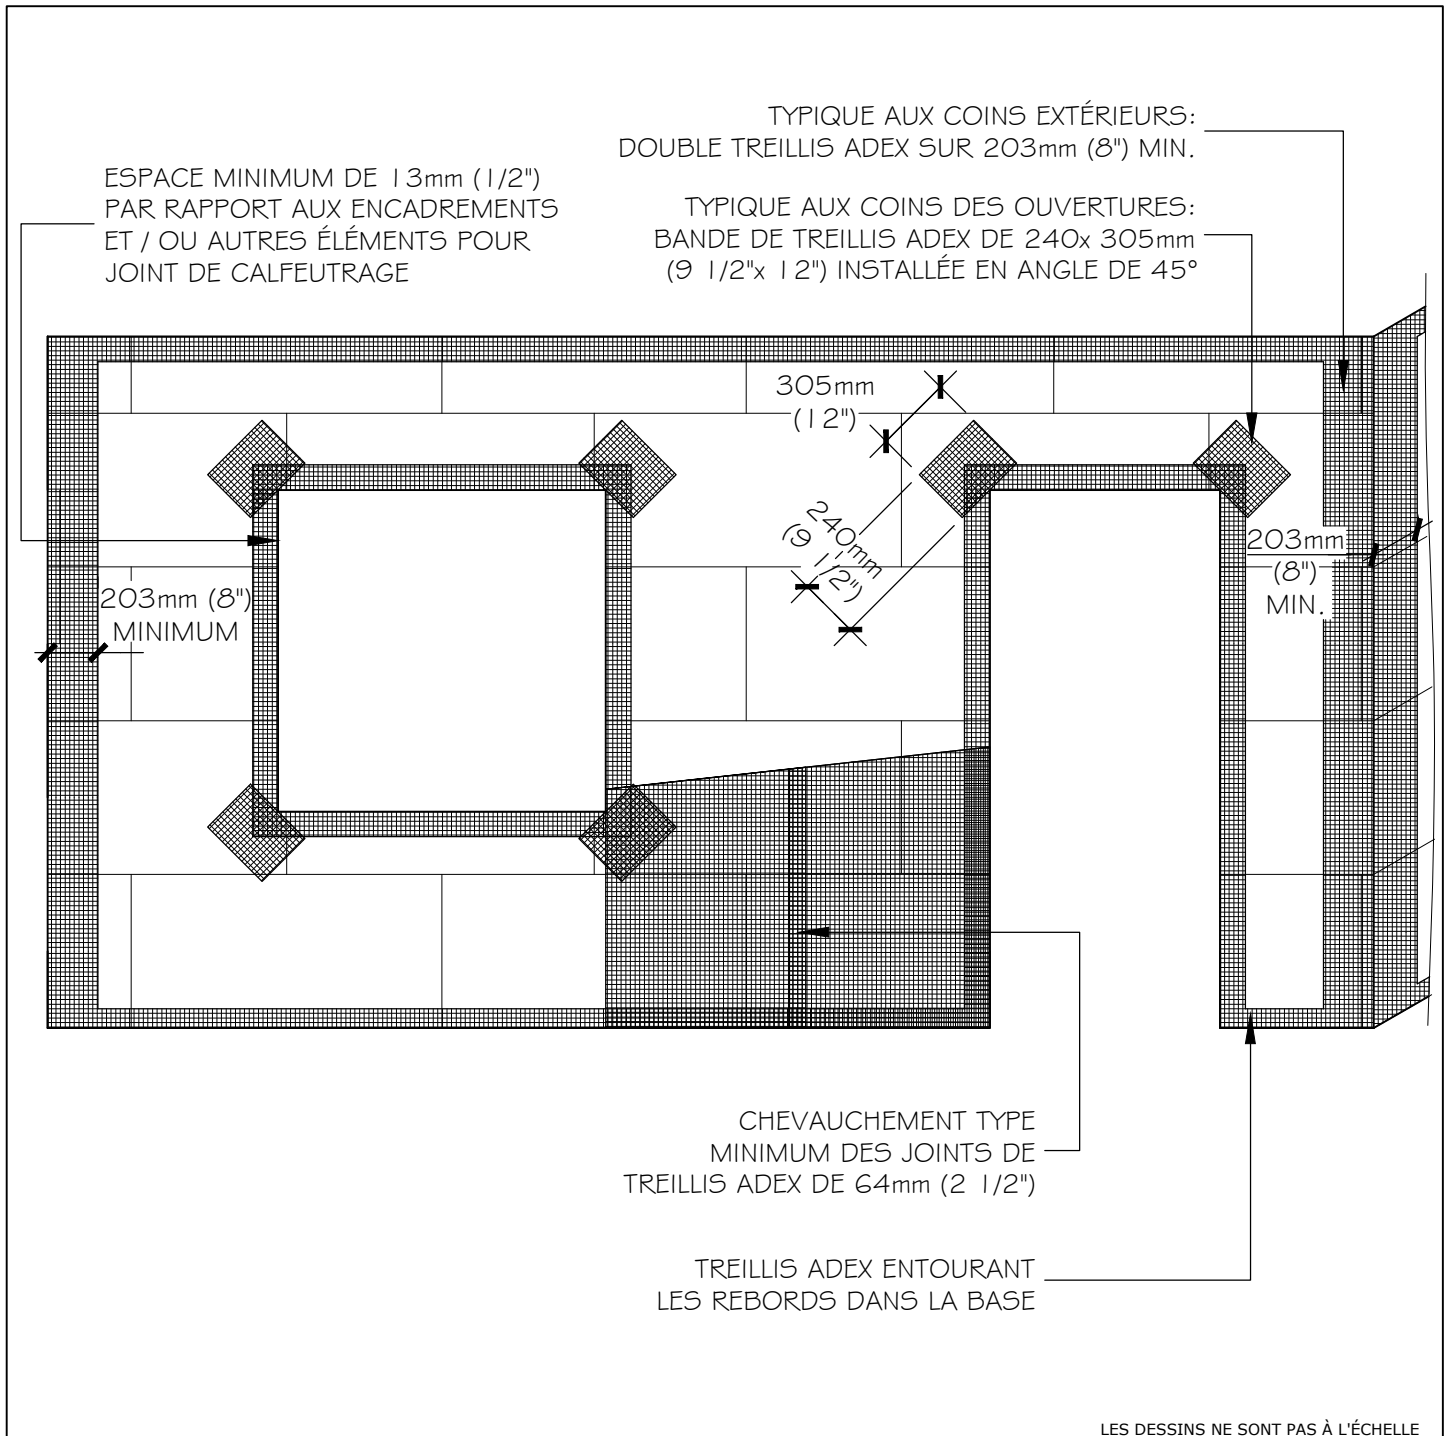 TYPIQUE AUX COINS EXTÉRIEURS:
DOUBLE TREILLIS ADEX SUR 203mm (8") MIN.
ESPACE MINIMUM DE 13mm (1/2")
PAR RAPPORT AUX ENCADREMENTS
ET / OU AUTRES ÉLÉMENTS POUR
JOINT DE CALFEUTRAGE
TYPIQUE AUX COINS DES OUVERTURES:
BANDE DE TREILLIS ADEX DE 240x 305mm
(9 1/2"x 12") INSTALLÉE EN ANGLE DE 45°
305mm
(12")
240mm
(9 1/2")
203mm
(8")
MIN.
203mm (8")
MINIMUM
CHEVAUCHEMENT TYPE
MINIMUM DES JOINTS DE
TREILLIS ADEX DE 64mm (2 1/2")
TREILLIS ADEX ENTOURANT
LES REBORDS DANS LA BASE
LES DESSINS NE SONT PAS À L'ÉCHELLE